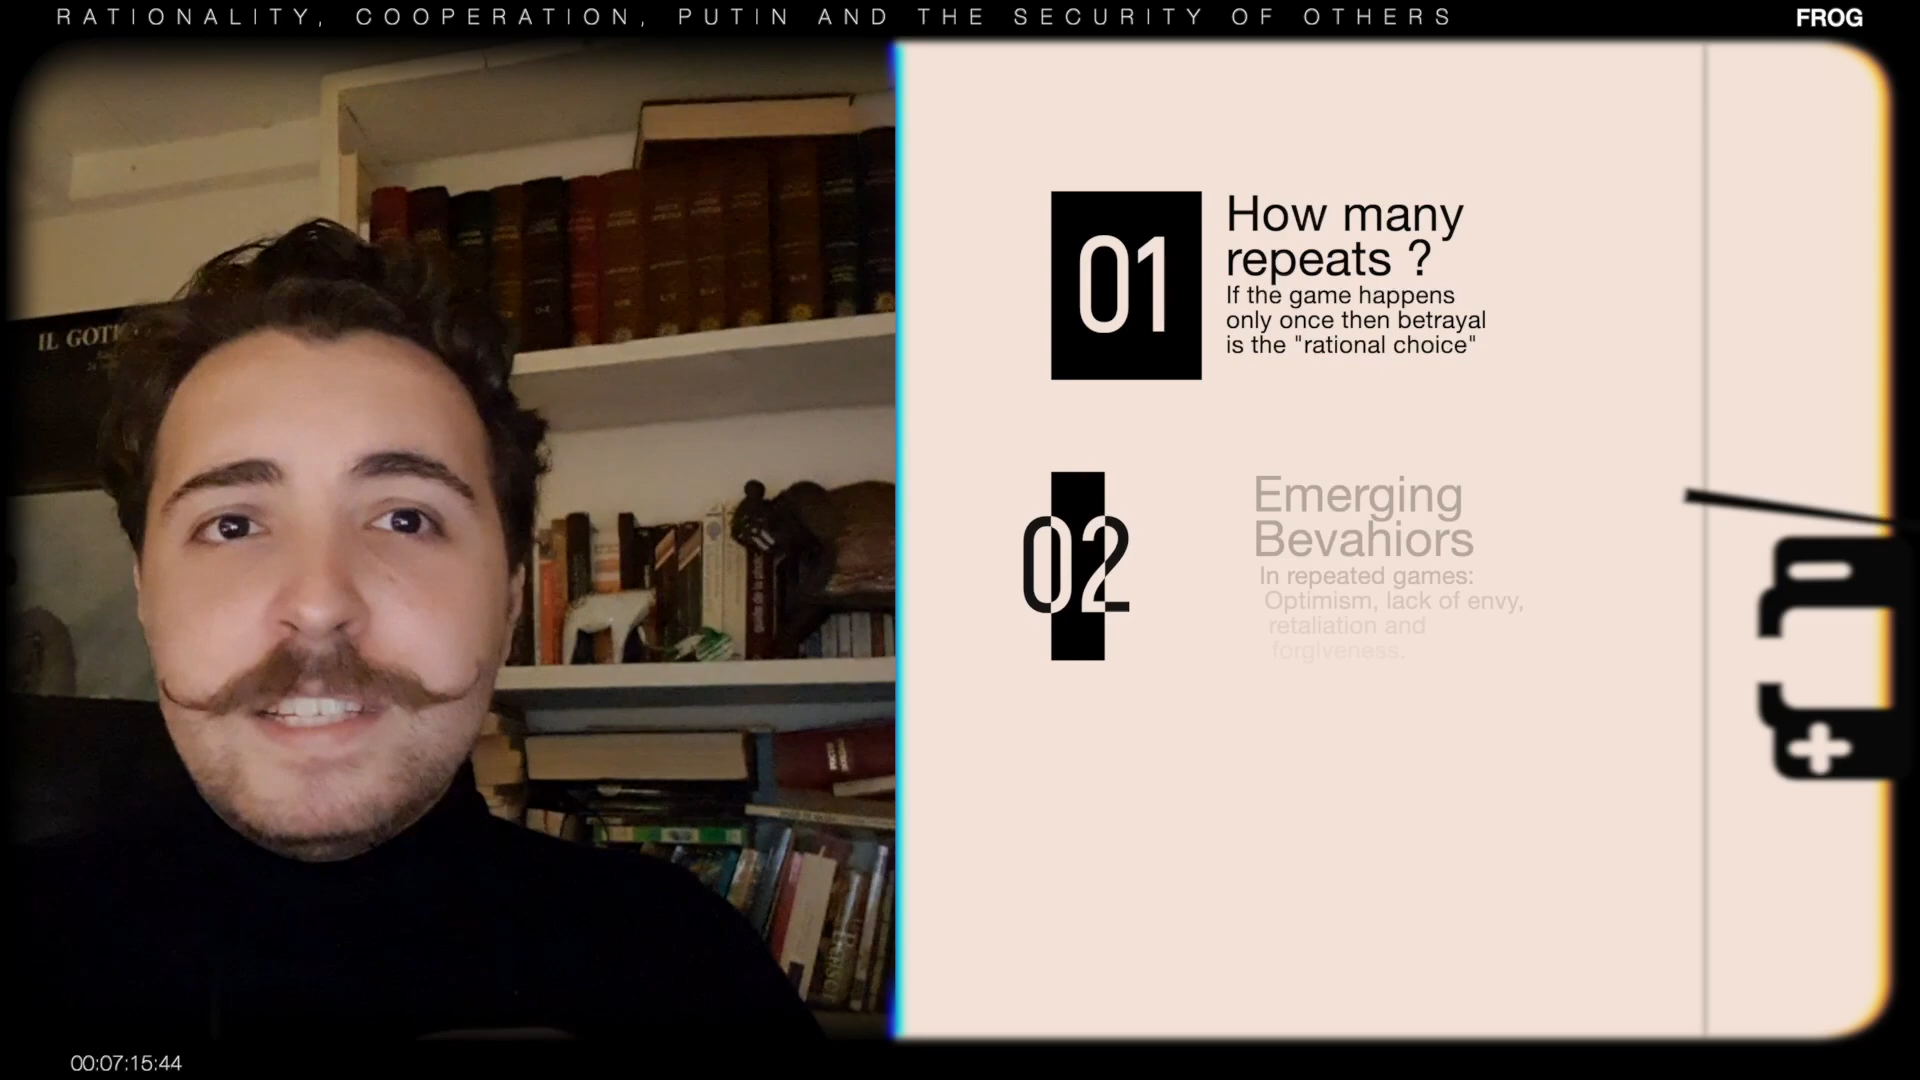 RATIONALITY, COOPERATION, PUTIN AND THE SECURITY OF OTHERS
FROG
IL GOTI
01
How many
repeats ?
If the game happens
only once then betrayal
is the "rational choice"
02
Emerging
Bevahiors
In repeated games:
Optimism, lack of envy,
retaliation and
forgiveness.
00:07:15:44